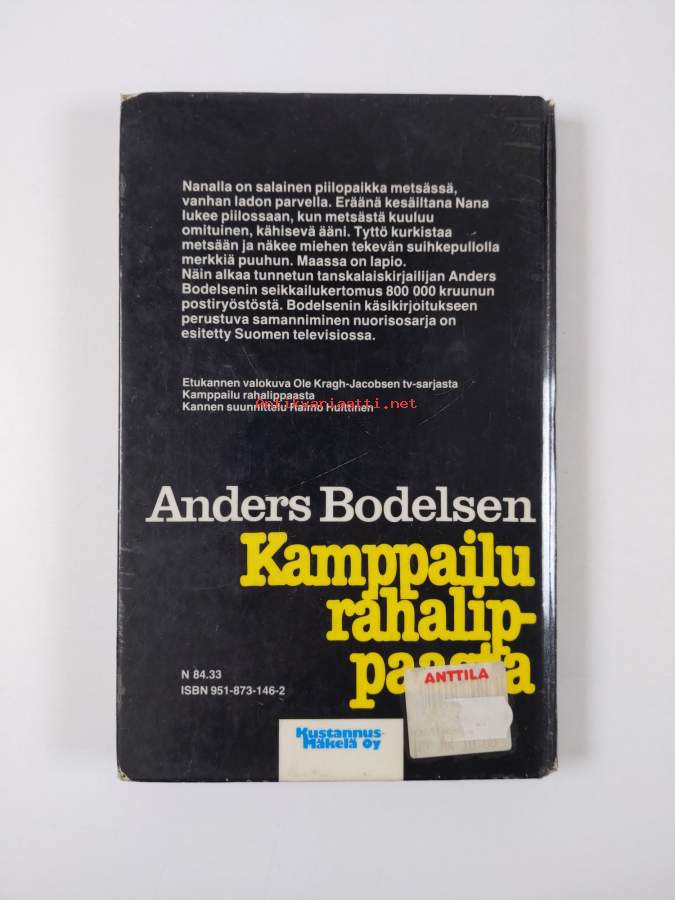 Nanalla on salainen piilopaikka metsässä,
vanhan ladon parvella. Eräänä kesäiltana Nana
lukee piilossaan, kun metsästä kuuluu
omituinen, kähisevä ääni. Tyttö kurkistaa
metsään ja näkee miehen tekevän suihkepullolla
merkkiä puuhun. Maassa on lapio.
Näin alkaa tunnetun tanskalaiskirjailijan Anders
Bodelsenin seikkailukertomus 800 000 kruunun
postiryöstöstä. Bodelsenin käsikirjoitukseen
perustuva samanniminen nuorisosarja on
esitetty Suomen televisiossa.
Etukannen valokuva Ole Kragh-Jacobsen tv-sarjasta
Kamppailu rahalippaasta
antikvariaatti.net
Kannen suunnittelu Raimo Huittinen
Anders Bodelsen
Kamppailu
rahalip-
paasta
N 84.33
ISBN 951-873-146-2
ANTTILA
Kustannus-
Mäkelä Oy